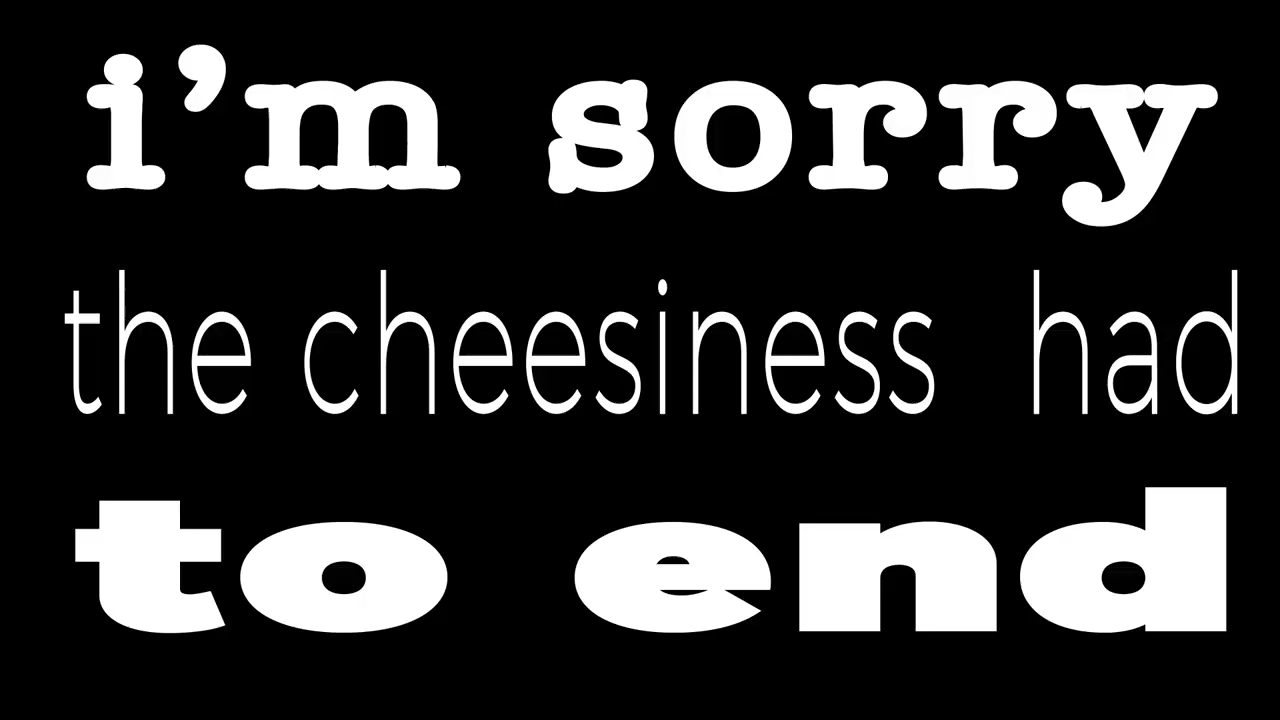 i’m sorry
the cheesiness had
to end